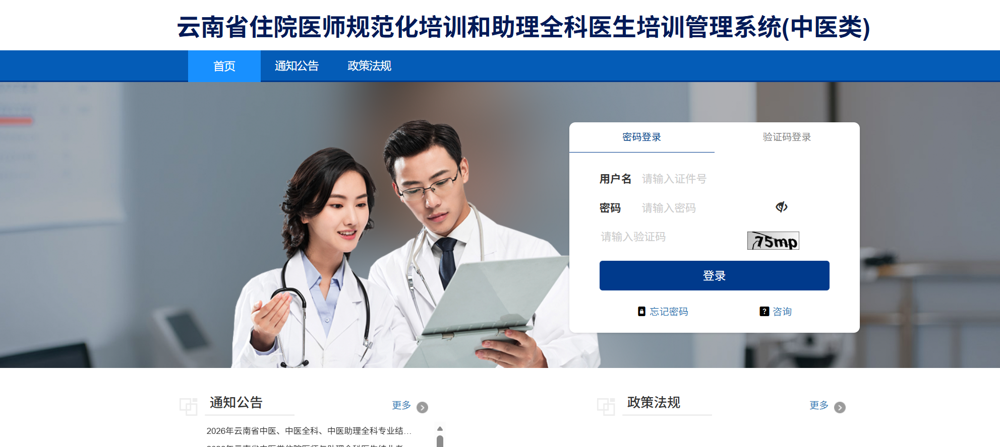 云南省住院医师规范化培训和助理全科医生培训管理系统(中医类)
首页 通知公告 政策法规
密码登录 验证码登录
用户名 请输入证件号
密码 请输入密码
请输入验证码 75mp
登录
忘记密码 ? 咨询
通知公告 更多
政策法规 更多
2026年云南省中医、中医全科、中医助理全科专业结…